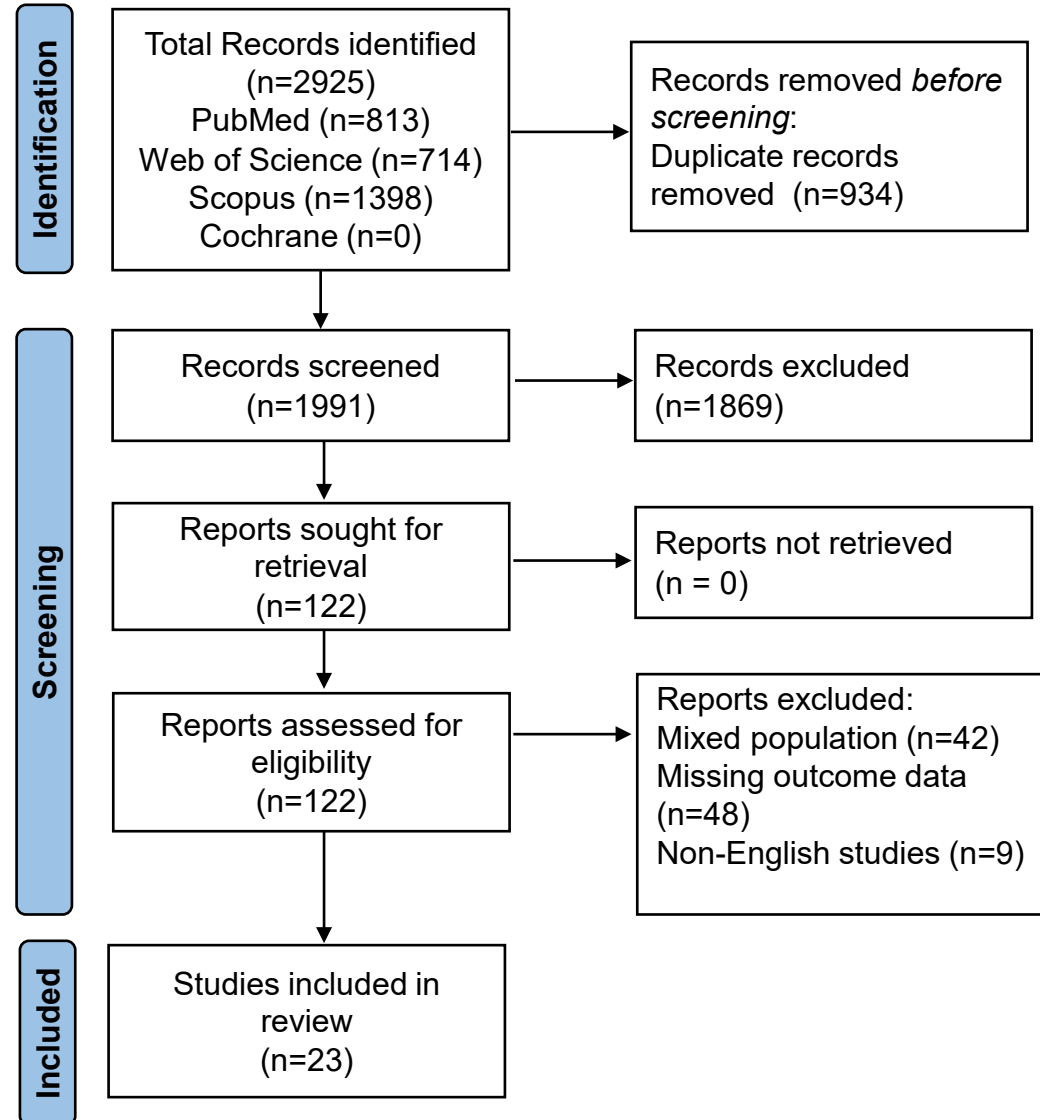 Identification
Total Records identified
(n=2925)
PubMed (n=813)
Web of Science (n=714)
Scopus (n=1398)
Cochrane (n=0)
Records removed before
screening:
Duplicate records
removed  (n=934)
Screening
Records screened
(n=1991)
Records excluded
(n=1869)
Reports sought for
retrieval
(n=122)
Reports not retrieved
(n = 0)
Reports assessed for
eligibility
(n=122)
Reports excluded:
Mixed population (n=42)
Missing outcome data
(n=48)
Non-English studies (n=9)
Included
Studies included in
review
(n=23)